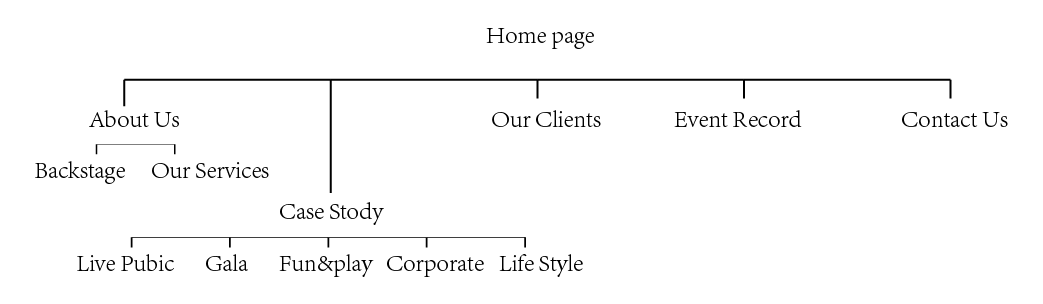 Home page
About Us
Our Clients
Event Record
Contact Us
Backstage
Our Services
Case Stody
Live Pubic
Gala
Fun&play
Corporate
Life Style